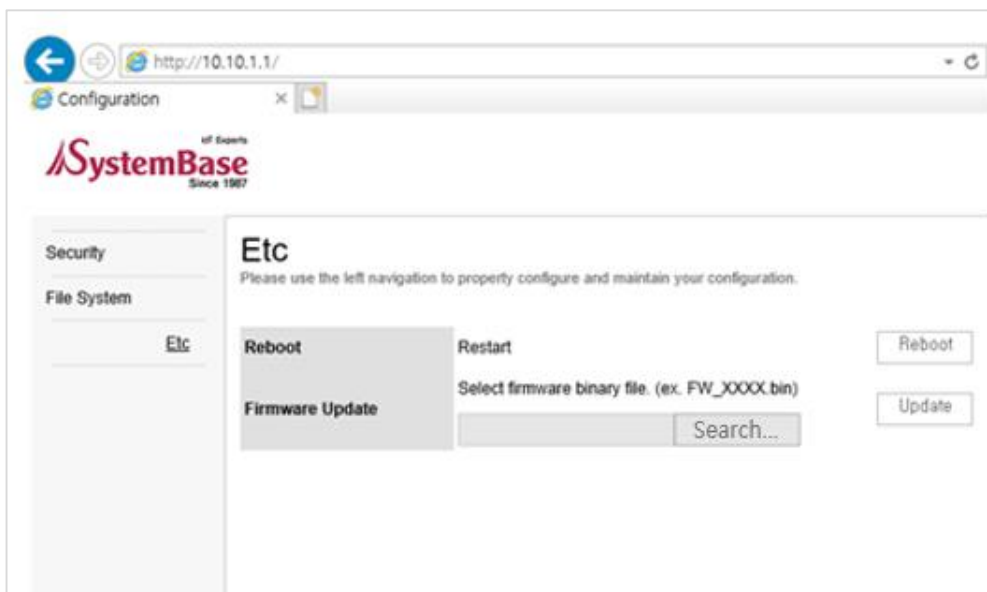 http://10.10.1.1/
Configuration
IoT Experts
SystemBase
Since 1987
Security
File System
Etc
Etc
Please use the left navigation to property configure and maintain your configuration.
Reboot Restart Reboot
Select firmware binary file. (ex. FW_XXXX.bin)
Firmware Update Update
Search...